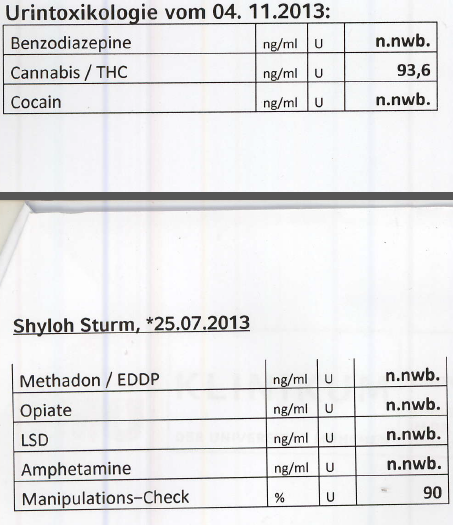 Urintoxikologie vom 04. 11.2013:
Benzodiazepine ng/ml U n.nwb.
Cannabis / THC ng/ml U 93,6
Cocain ng/ml U n.nwb.
Shyloh Sturm, *25.07.2013
Methadon / EDDP ng/ml U n.nwb.
Opiate ng/ml U n.nwb.
LSD ng/ml U n.nwb.
Amphetamine ng/ml U n.nwb.
Manipulations–Check % U 90